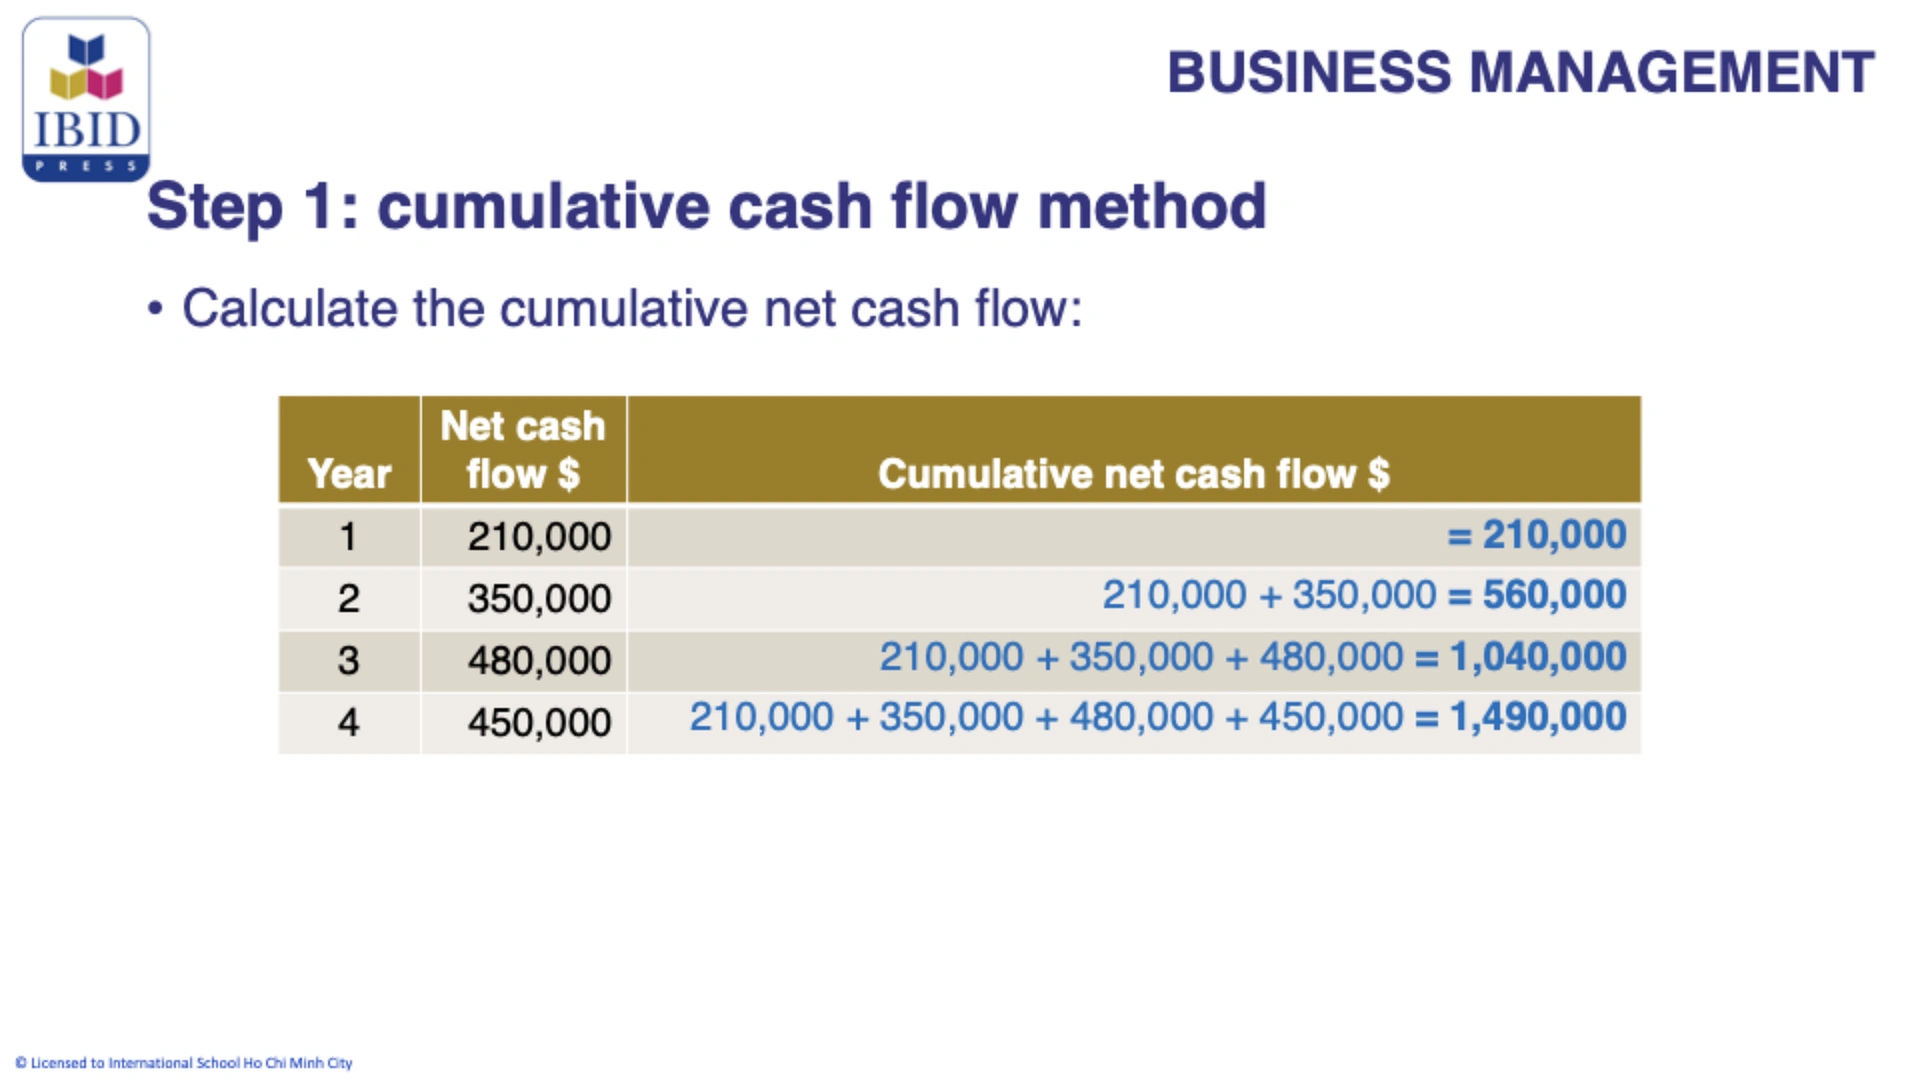 IBID
PRESS
BUSINESS MANAGEMENT
Step 1: cumulative cash flow method
• Calculate the cumulative net cash flow:
Year Net cash flow $ Cumulative net cash flow $
1 210,000 = 210,000
2 350,000 210,000 + 350,000 = 560,000
3 480,000 210,000 + 350,000 + 480,000 = 1,040,000
4 450,000 210,000 + 350,000 + 480,000 + 450,000 = 1,490,000
© Licensed to International School Ho Chi Minh City